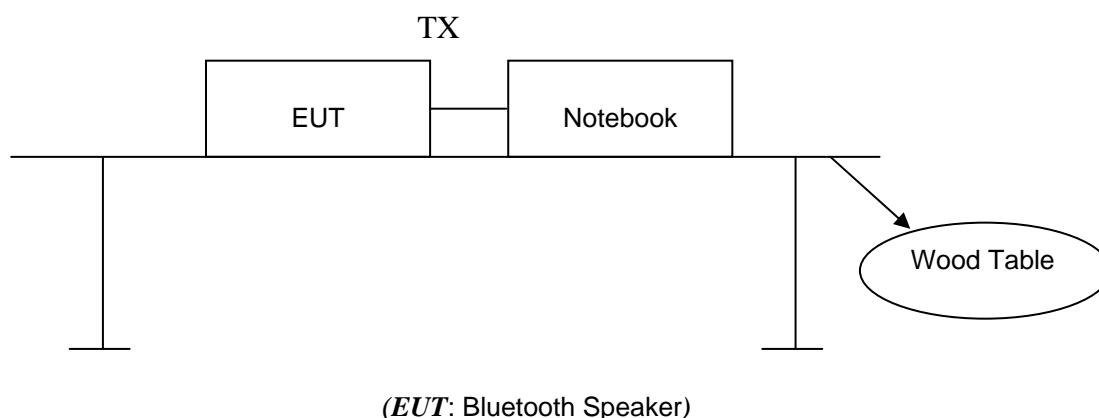 TX
EUT
Notebook
Wood Table
(EUT: Bluetooth Speaker)